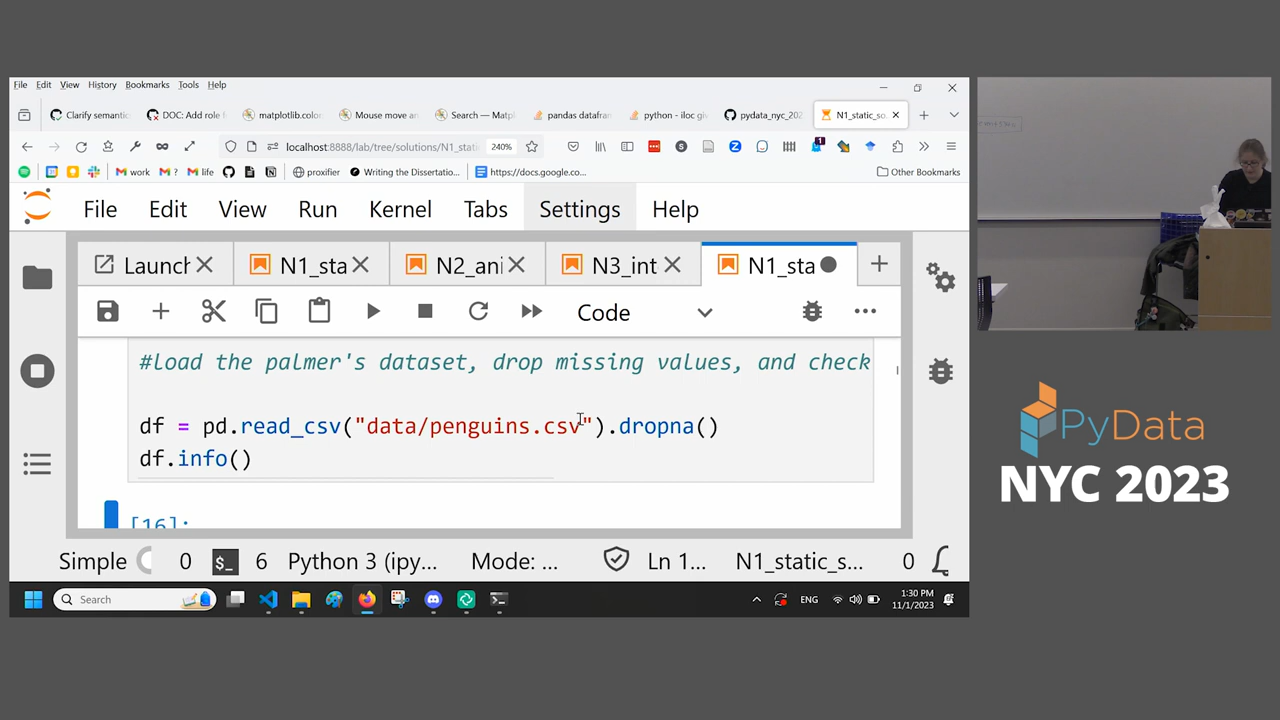 File Edit View History Bookmarks Tools Help
Clarify semantic
DOC: Add role f
matplotlib.colo
Mouse move an
Search — Matpl
pandas datafran
python - iloc giv
pydata_nyc_202
N1_static_so
localhost:8888/lab/tree/solutions/N1_stati
240%
work
?
life
proxifier
Writing the Dissertatio...
https://docs.google.co...
Other Bookmarks
File Edit View Run Kernel Tabs Settings Help
Launch
N1_sta
N2_ani
N3_int
N1_sta
Code
#Load the palmer's dataset, drop missing values, and check
df = pd.read_csv("data/penguins.csv").dropna()
df.info()
[16]:
Simple 0 $_ 6 Python 3 (ipy... Mode: ... Ln 1... N1_static_s... 0
Search
ENG
1:30 PM
11/1/2023
PyData
NYC 2023